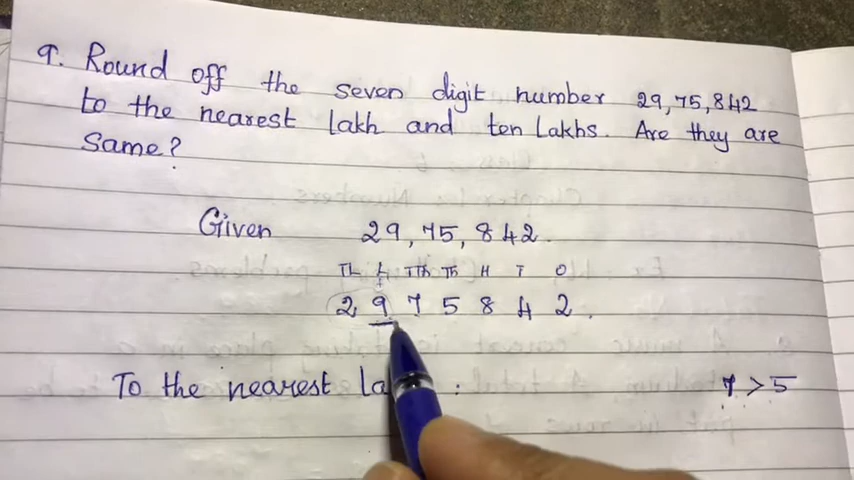 9. Round off the seven digit number 29,75,842
to the nearest lakh and ten Lakhs. Are they are
Same?
Given 29,75,842.
TL L TTh Th H T O
2 9 7 5 8 4 2.
To the nearest la : 7 > 5